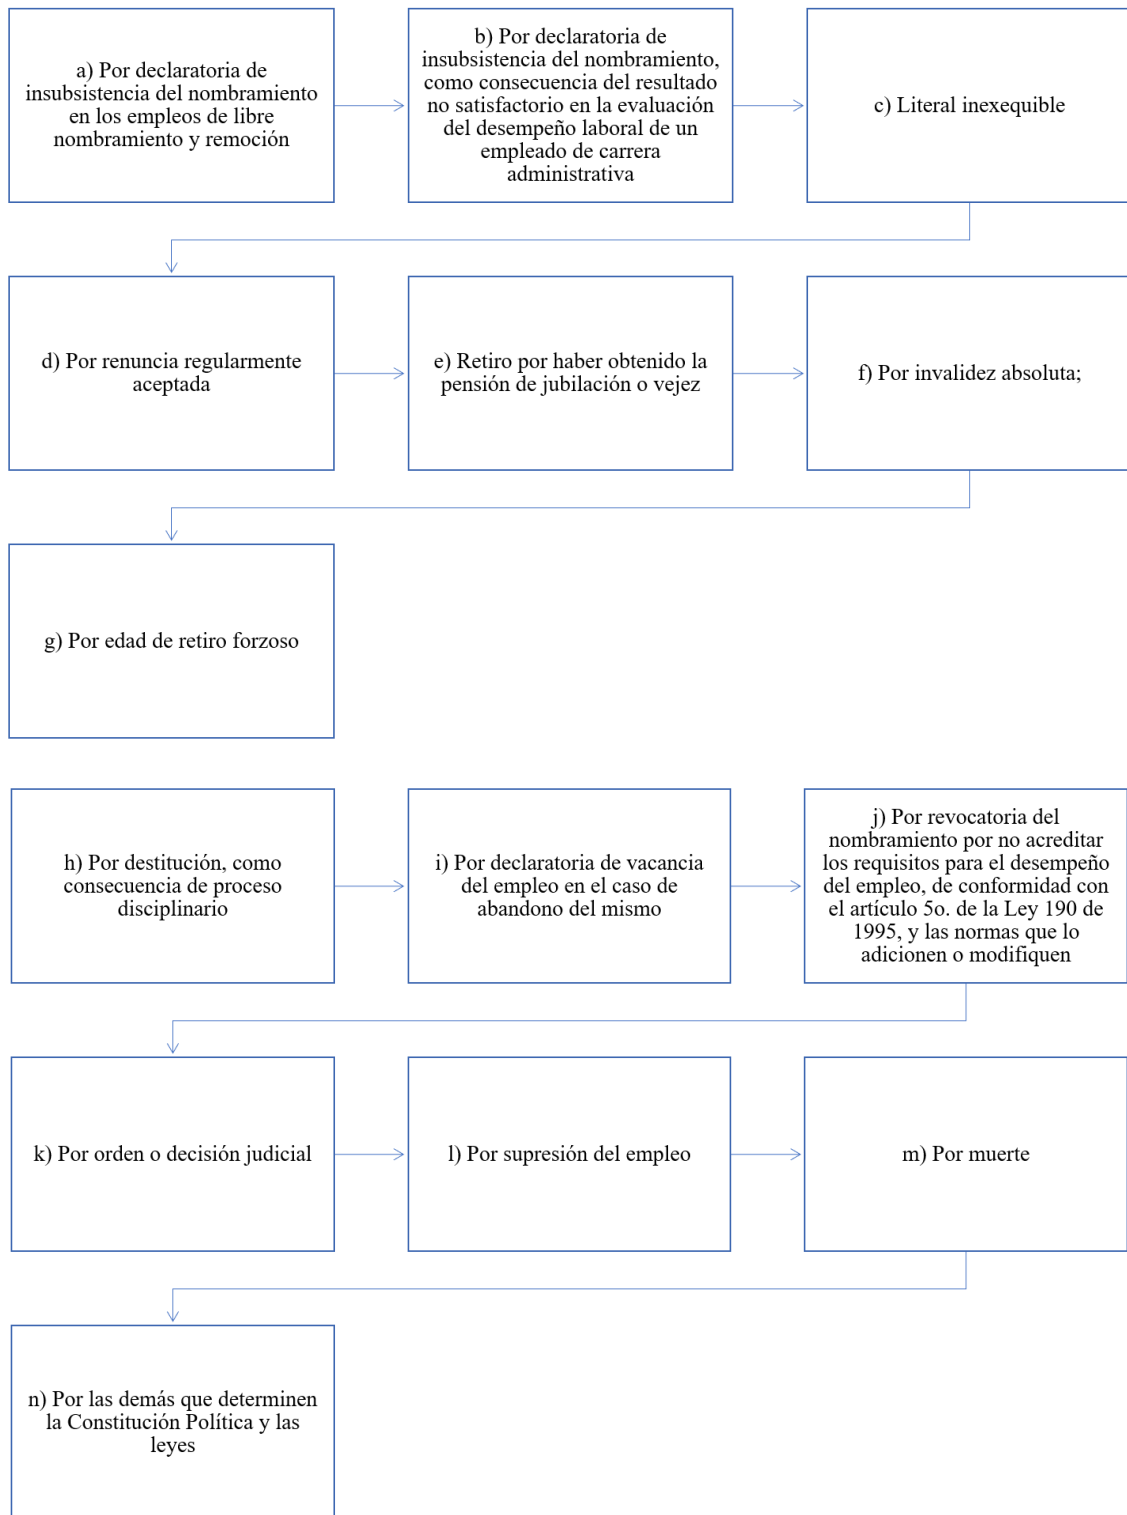 a) Por declaratoria de
insubsistencia del nombramiento
en los empleos de libre
nombramiento y remoción
b) Por declaratoria de
insubsistencia del nombramiento,
como consecuencia del resultado
no satisfactorio en la evaluación
del desempeño laboral de un
empleado de carrera
administrativa
c) Literal inexequible
d) Por renuncia regularmente
aceptada
e) Retiro por haber obtenido la
pensión de jubilación o vejez
f) Por invalidez absoluta;
g) Por edad de retiro forzoso
h) Por destitución, como
consecuencia de proceso
disciplinario
i) Por declaratoria de vacancia
del empleo en el caso de
abandono del mismo
j) Por revocatoria del
nombramiento por no acreditar
los requisitos para el desempeño
del empleo, de conformidad con
el artículo 5o. de la Ley 190 de
1995, y las normas que lo
adicionen o modifiquen
k) Por orden o decisión judicial
l) Por supresión del empleo
m) Por muerte
n) Por las demás que determinen
la Constitución Política y las
leyes